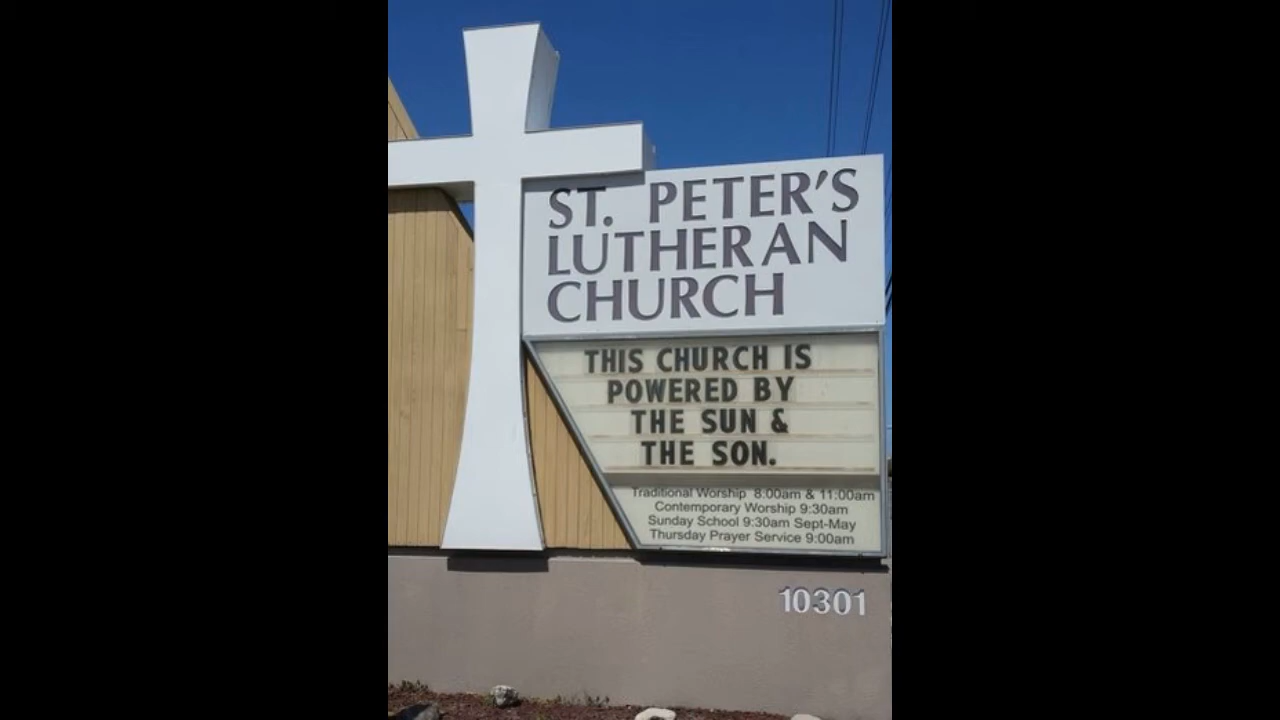 ST. PETER'S
LUTHERAN
CHURCH
THIS CHURCH IS
POWERED BY
THE SUN &
THE SON.
Traditional Worship 8:00am & 11:00am
Contemporary Worship 9:30am
Sunday School 9:30am Sept-May
Thursday Prayer Service 9:00am
10301